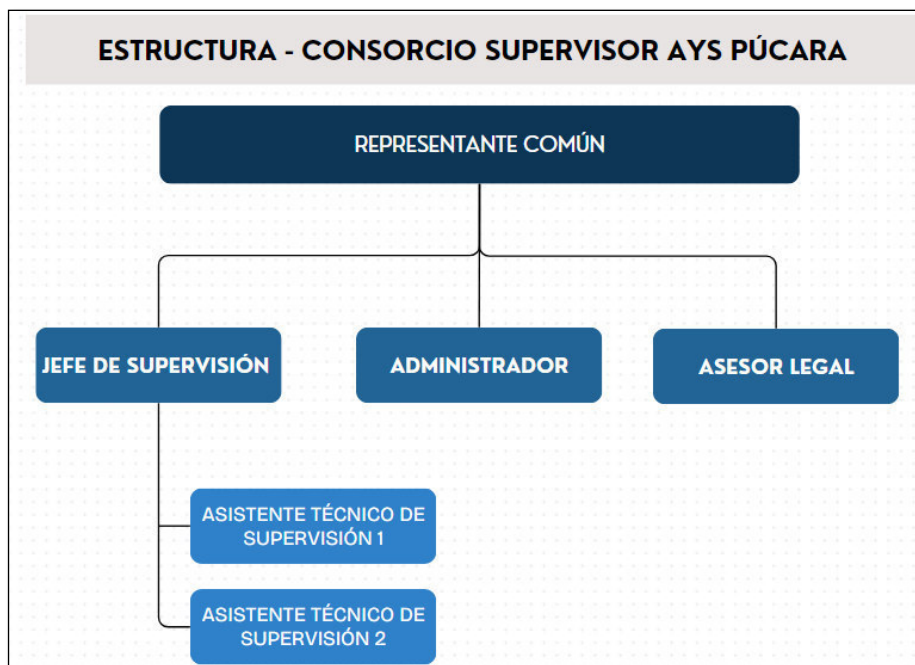 ESTRUCTURA - CONSORCIO SUPERVISOR AYS PÚCARA
REPRESENTANTE COMÚN
JEFE DE SUPERVISIÓN
ADMINISTRADOR
ASESOR LEGAL
ASISTENTE TÉCNICO DE
SUPERVISIÓN 1
ASISTENTE TÉCNICO DE
SUPERVISIÓN 2